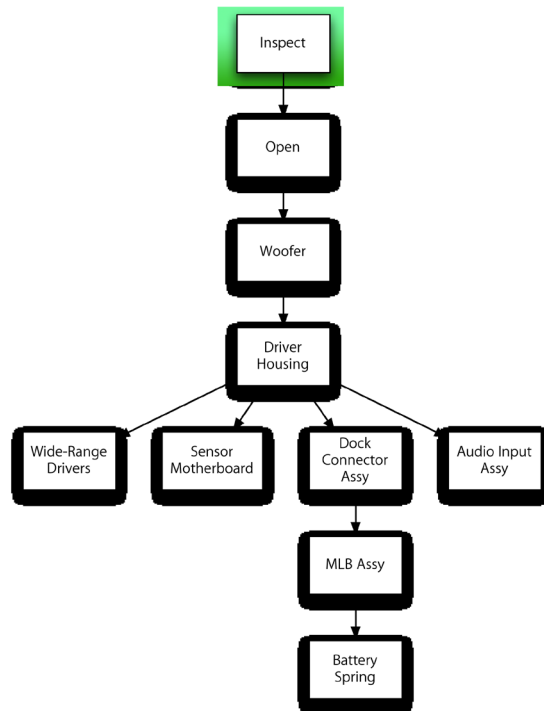 Inspect
Open
Woofer
Driver
Housing
Wide-Range
Drivers
Sensor
Motherboard
Dock
Connector
Assy
Audio Input
Assy
MLB Assy
Battery
Spring